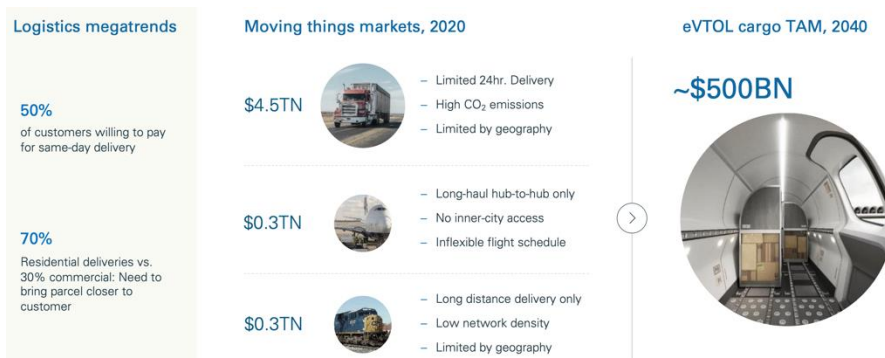 Logistics megatrends
50%
of customers willing to pay
for same-day delivery
70%
Residential deliveries vs.
30% commercial: Need to
bring parcel closer to
customer
Moving things markets, 2020
$4.5TN
– Limited 24hr. Delivery
– High CO₂ emissions
– Limited by geography
$0.3TN
– Long-haul hub-to-hub only
– No inner-city access
– Inflexible flight schedule
$0.3TN
– Long distance delivery only
– Low network density
– Limited by geography
eVTOL cargo TAM, 2040
~$500BN